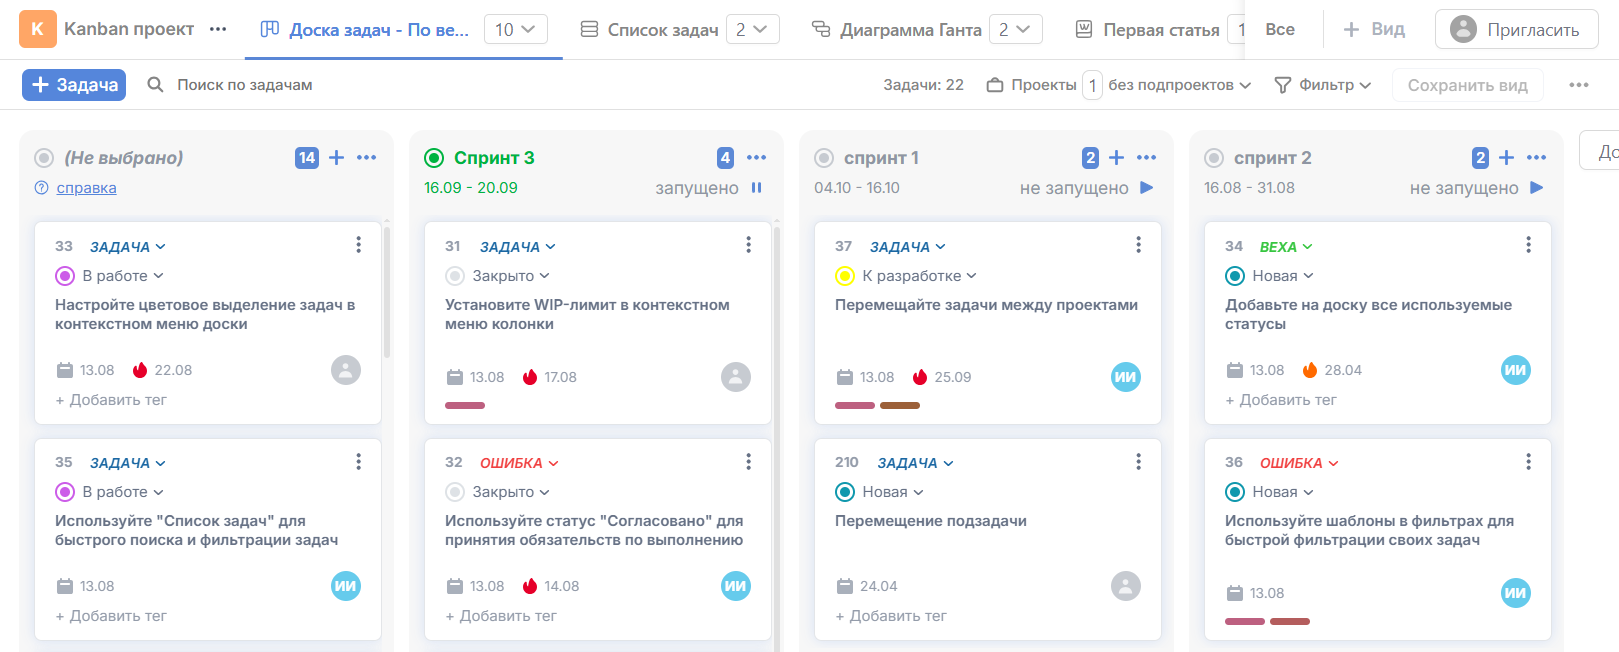 К Kanban проект ••• Доска задач - По ве... 10 Список задач 2 Диаграмма Ганта 2 Первая статья 1 Все + Вид Пригласить
+ Задача Поиск по задачам Задачи: 22 Проекты 1 без подпроектов Фильтр Сохранить вид •••
(Не выбрано) 14 + •••
справка
33 ЗАДАЧА
В работе
Настройте цветовое выделение задач в
контекстном меню доски
13.08 22.08
+ Добавить тег
35 ЗАДАЧА
В работе
Используйте "Список задач" для
быстрого поиска и фильтрации задач
13.08 ИИ
+ Добавить тег
Спринт 3 4 •••
16.09 - 20.09 запущено
31 ЗАДАЧА
Закрыто
Установите WIP-лимит в контекстном
меню колонки
13.08 17.08
32 ОШИБКА
Закрыто
Используйте статус "Согласовано" для
принятия обязательств по выполнению
13.08 14.08 ИИ
+ Добавить тег
спринт 1 2 + •••
04.10 - 16.10 не запущено
37 ЗАДАЧА
К разработке
Перемещайте задачи между проектами
13.08 25.09 ИИ
210 ЗАДАЧА
Новая
Перемещение подзадачи
24.04
+ Добавить тег
спринт 2 2 + •••
16.08 - 31.08 не запущено
34 ВЕХА
Новая
Добавьте на доску все используемые
статусы
13.08 28.04 ИИ
+ Добавить тег
36 ОШИБКА
Новая
Используйте шаблоны в фильтрах для
быстрой фильтрации своих задач
13.08 ИИ